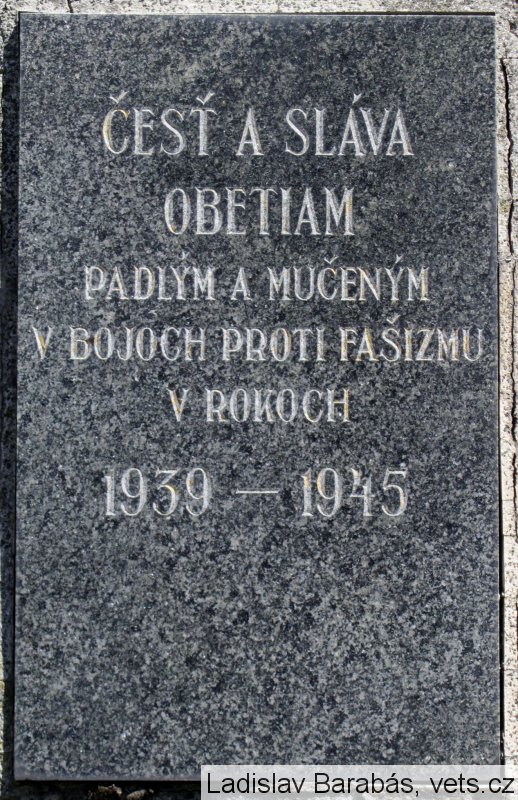 ČESŤ A SLÁVA
OBETIAM
PADLÝM A MUČENÝM
V BOJOCH PROTI FAŠIZMU
V ROKOCH
1939 — 1945
Ladislav Barabás, vets.cz